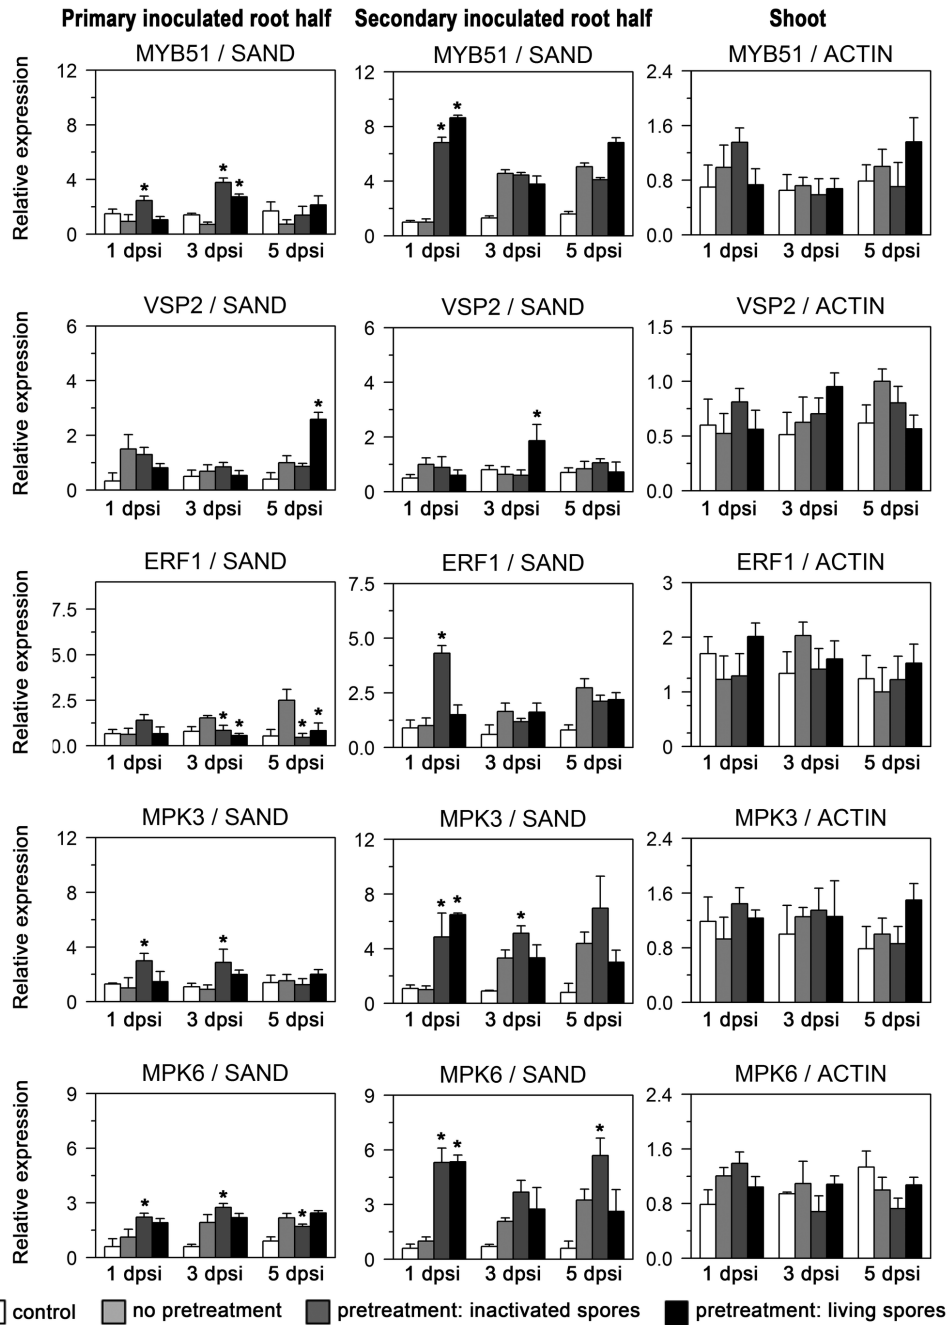 Primary inoculated root half Secondary inoculated root half Shoot
MYB51 / SAND MYB51 / SAND MYB51 / ACTIN
Relative expression
12 12 2.4
8 8 1.6
* * * * *
4 4 0.8
0 0 0.0
1 dpsi 3 dpsi 5 dpsi 1 dpsi 3 dpsi 5 dpsi 1 dpsi 3 dpsi 5 dpsi
VSP2 / SAND VSP2 / SAND VSP2 / ACTIN
Relative expression
6 6 1.5
4 4 1.0
* *
2 2 0.5
0 0 0.0
1 dpsi 3 dpsi 5 dpsi 1 dpsi 3 dpsi 5 dpsi 1 dpsi 3 dpsi 5 dpsi
ERF1 / SAND ERF1 / SAND ERF1 / ACTIN
Relative expression
7.5 7.5 3
5.0 5.0 2
* * * * *
2.5 2.5 1
0.0 0.0 0
1 dpsi 3 dpsi 5 dpsi 1 dpsi 3 dpsi 5 dpsi 1 dpsi 3 dpsi 5 dpsi
MPK3 / SAND MPK3 / SAND MPK3 / ACTIN
Relative expression
12 12 2.4
8 8 1.6
* * * * *
4 4 0.8
0 0 0.0
1 dpsi 3 dpsi 5 dpsi 1 dpsi 3 dpsi 5 dpsi 1 dpsi 3 dpsi 5 dpsi
MPK6 / SAND MPK6 / SAND MPK6 / ACTIN
Relative expression
9 9 2.4
6 6 1.6
* * * * * *
3 3 0.8
0 0 0.0
1 dpsi 3 dpsi 5 dpsi 1 dpsi 3 dpsi 5 dpsi 1 dpsi 3 dpsi 5 dpsi
control no pretreatment pretreatment: inactivated spores pretreatment: living spores